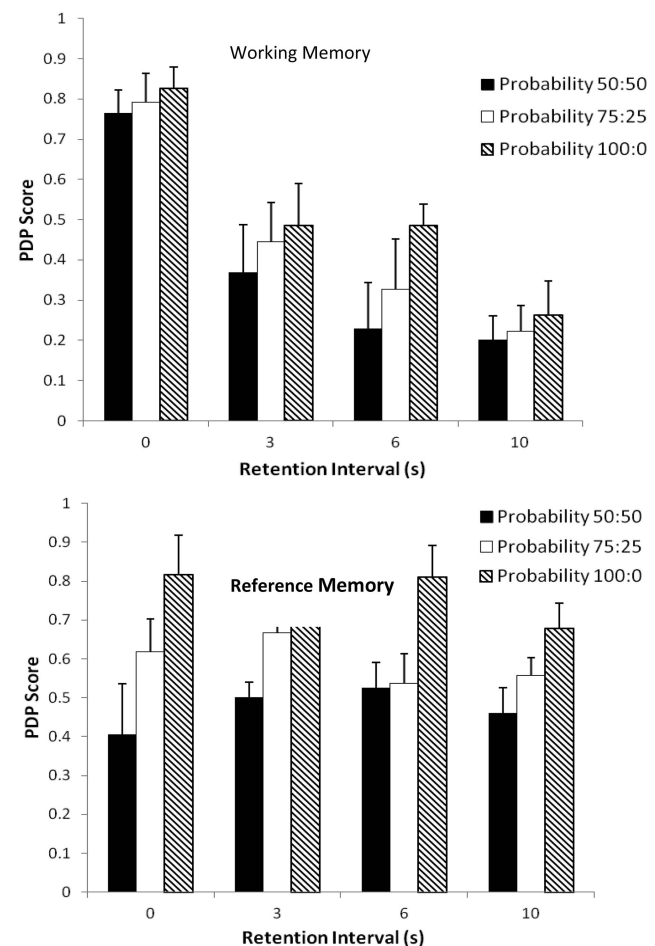 1
0.9
0.8
0.7
0.6
0.5
0.4
0.3
0.2
0.1
0
PDP Score
Working Memory
Probability 50:50
Probability 75:25
Probability 100:0
0 3 6 10
Retention Interval (s)
1
0.9
0.8
0.7
0.6
0.5
0.4
0.3
0.2
0.1
0
PDP Score
Reference Memory
Probability 50:50
Probability 75:25
Probability 100:0
0 3 6 10
Retention Interval (s)